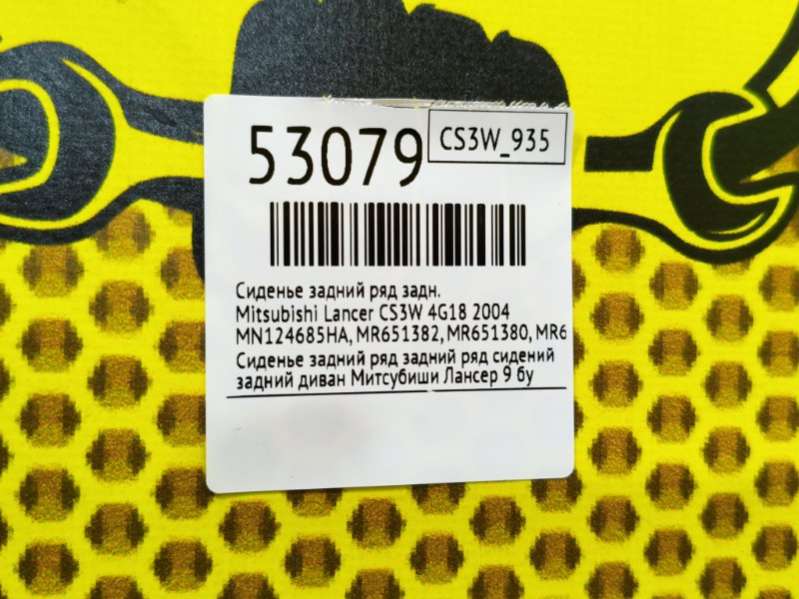 53079
CS3W_935
Сиденье задний ряд задн.
Mitsubishi Lancer CS3W 4G18 2004
MN124685HA, MR651382, MR651380, MR6
Сиденье задний ряд задний ряд сидений
задний диван Митсубиши Лансер 9 бу